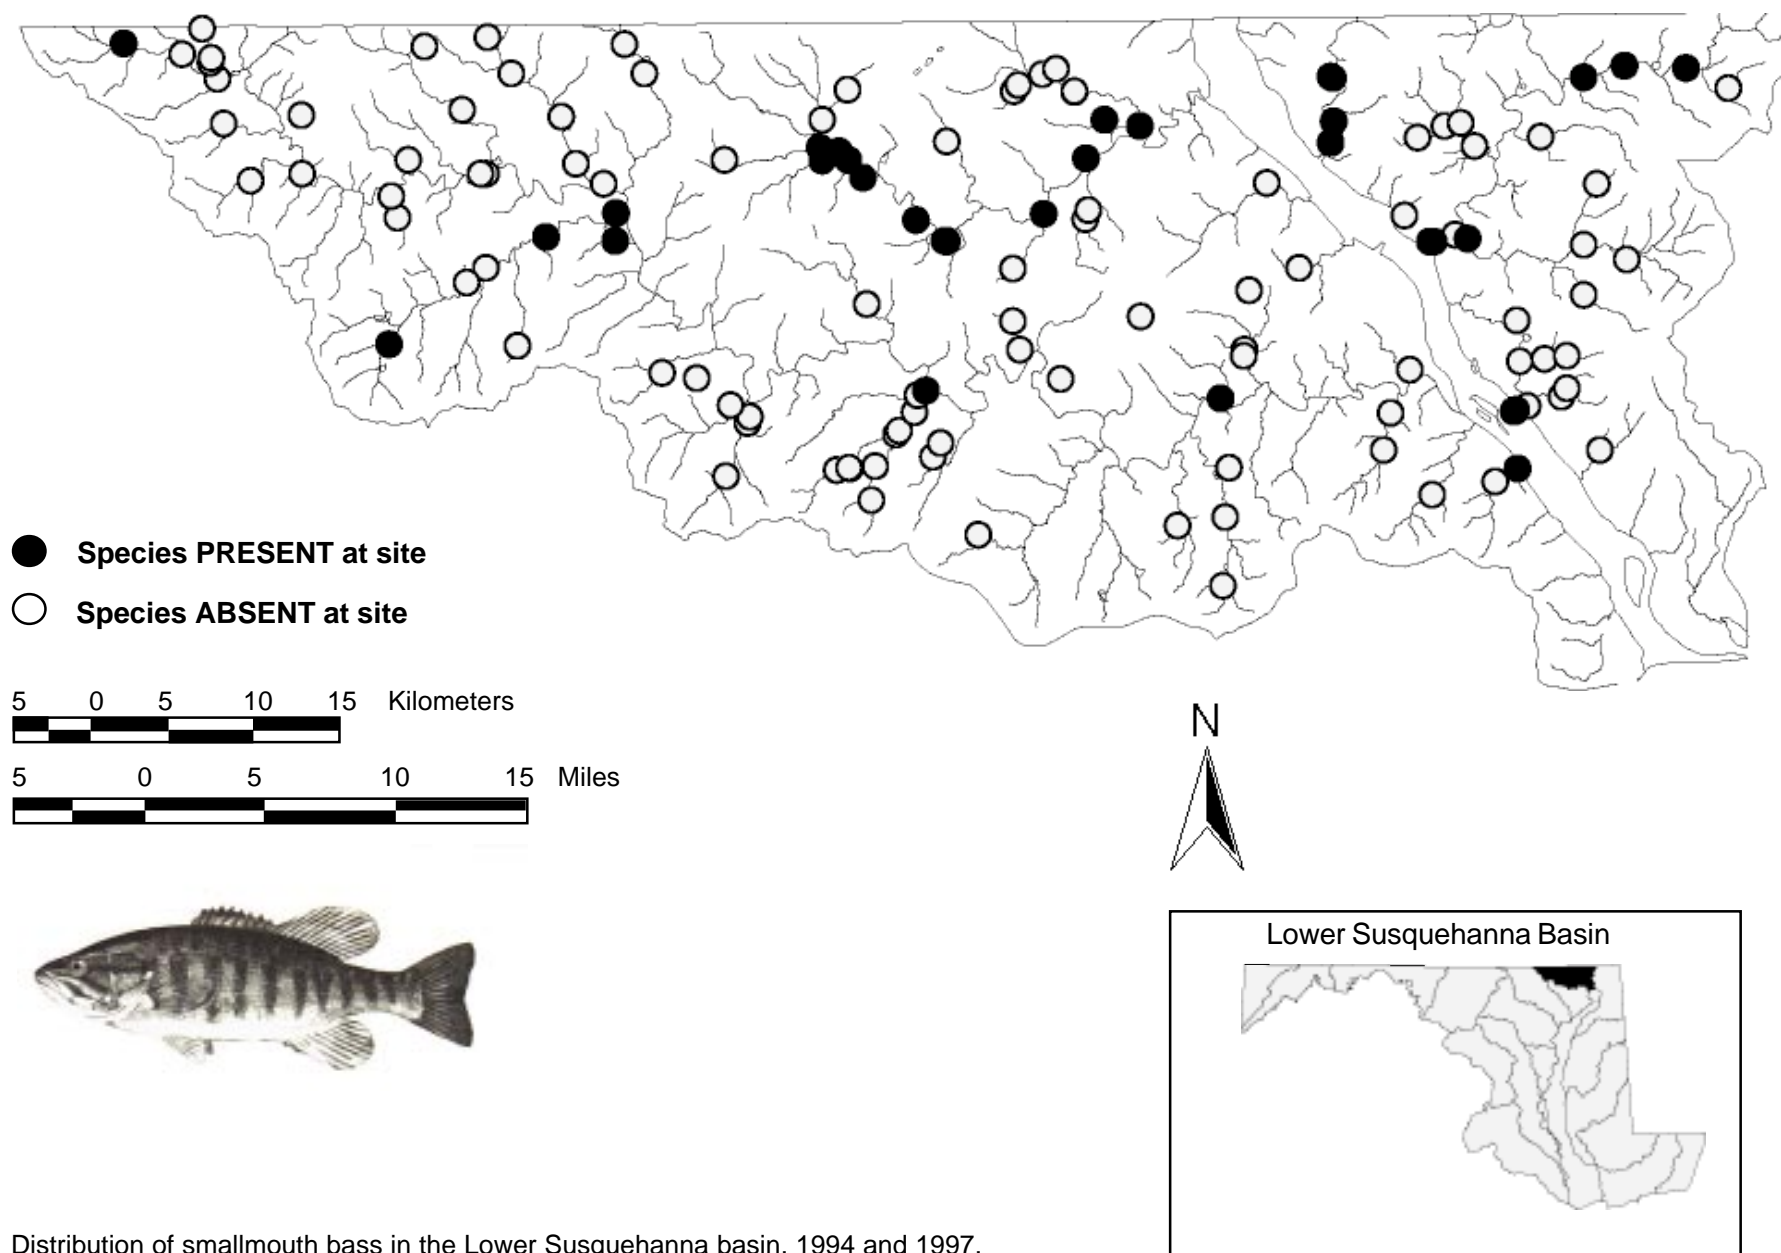 Species PRESENT at site
Species ABSENT at site
5 0 5 10 15 Kilometers
5 0 5 10 15 Miles
N
Lower Susquehanna Basin
Distribution of smallmouth bass in the Lower Susquehanna basin, 1994 and 1997.